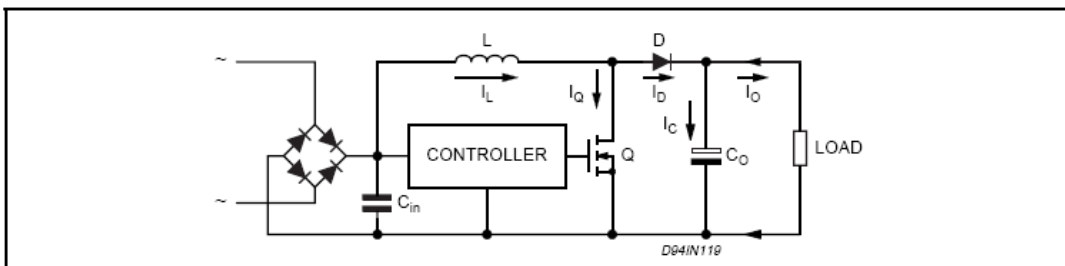 ~
L
D
I_L
I_Q
I_D
I_O
I_C
CONTROLLER
Q
C_O
LOAD
~
C_in
D94IN119